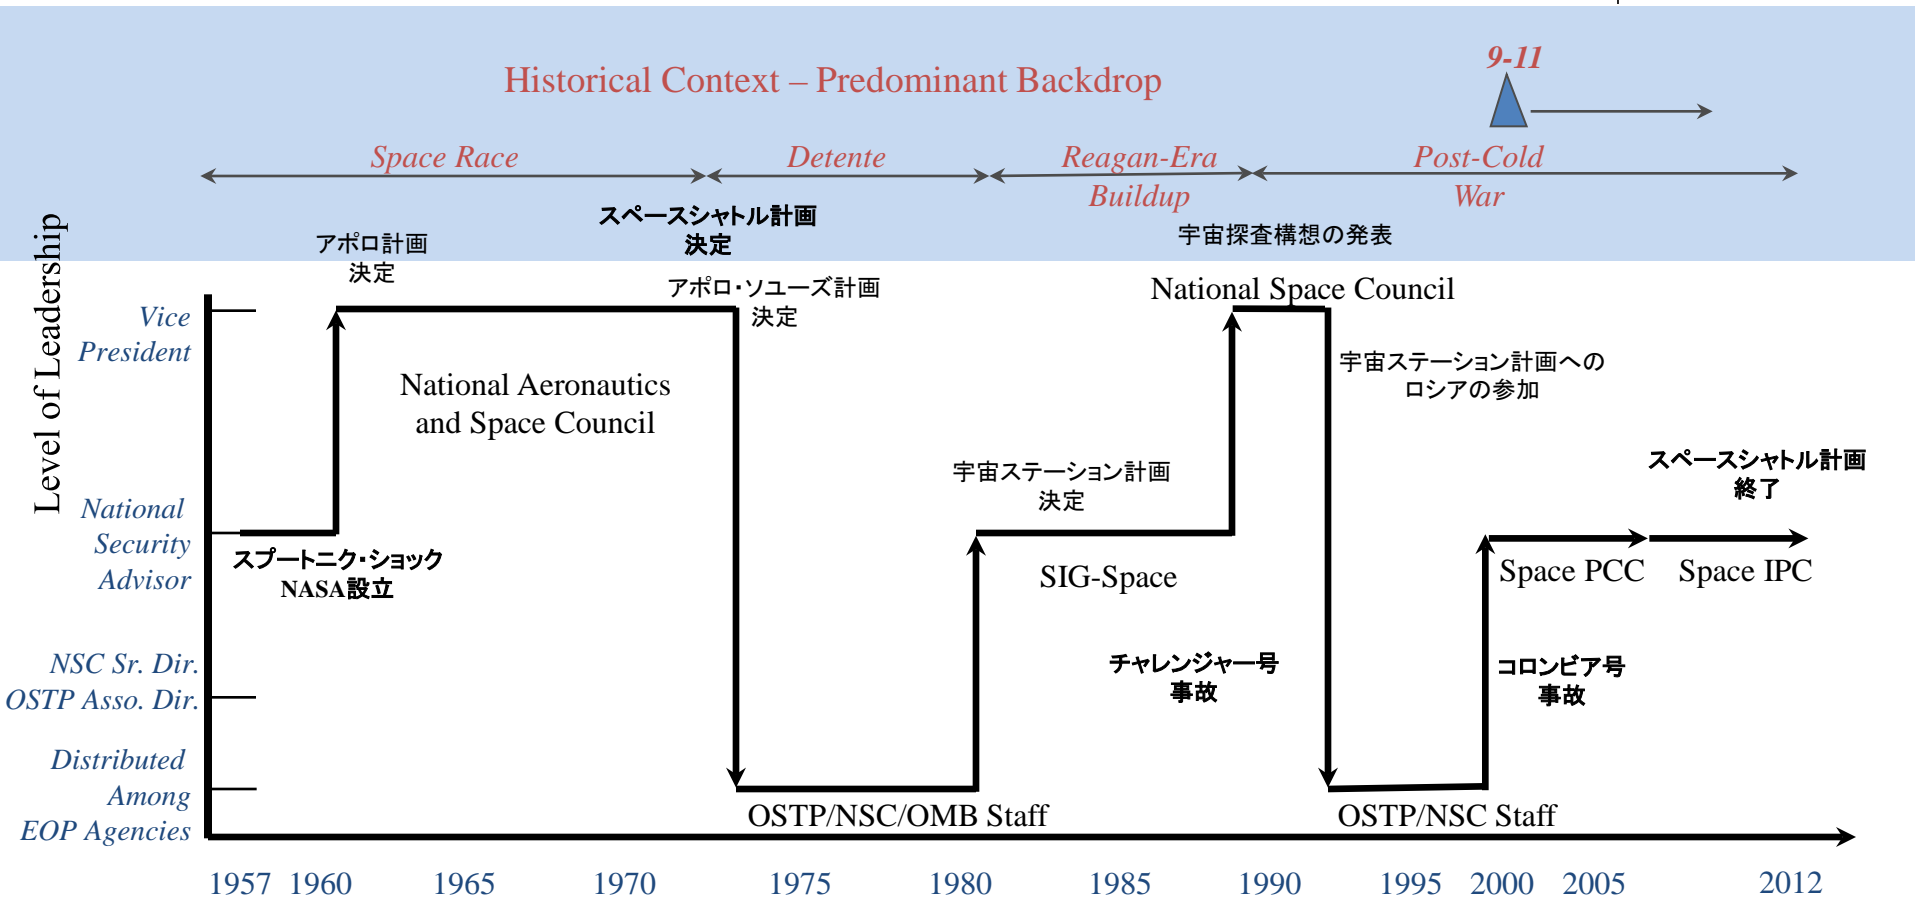 9-11
Historical Context – Predominant Backdrop
Space Race
Detente
Reagan-Era
Buildup
Post-Cold
War
スペースシャトル計画
決定
アポロ計画
決定
宇宙探査構想の発表
アポロ・ソユーズ計画
決定
National Space Council
Level of Leadership
Vice
President
宇宙ステーション計画への
ロシアの参加
National Aeronautics
and Space Council
宇宙ステーション計画
決定
スペースシャトル計画
終了
National
Security
Advisor
スプートニク・ショック
NASA設立
SIG-Space
Space PCC
Space IPC
NSC Sr. Dir.
OSTP Asso. Dir.
チャレンジャー号
事故
コロンビア号
事故
Distributed
Among
EOP Agencies
OSTP/NSC/OMB Staff
OSTP/NSC Staff
1957 1960 1965 1970 1975 1980 1985 1990 1995 2000 2005 2012